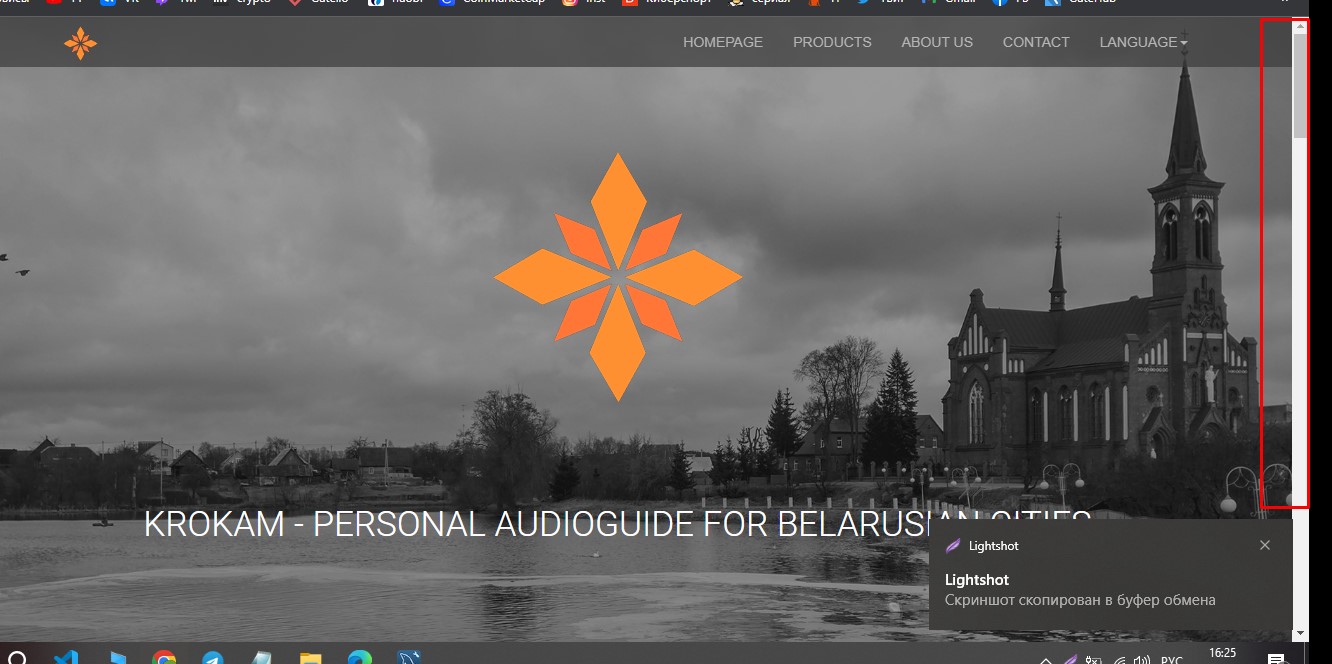 HOMEPAGE PRODUCTS ABOUT US CONTACT LANGUAGE
KROKAM - PERSONAL AUDIOGUIDE FOR BELARUSIAN CITIES
Lightshot
Lightshot
Скриншот скопирован в буфер обмена
16:25
РУС